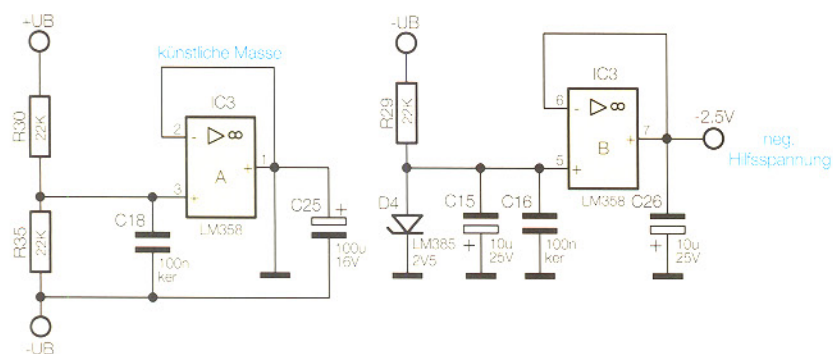 +UB
künstliche Masse
IC3
R30
22K
2
-
▷ ∞
A
+
1
3
+
LM358
R35
22K
C18
100n
ker
C25
+
100u
16V
-UB
-UB
R29
22K
IC3
6
-
▷ ∞
B
+
7
5
+
LM358
-2.5V
neg.
Hilfsspannung
D4
LM385
2V5
C15
+
10u
25V
C16
100n
ker
C26
+
10u
25V